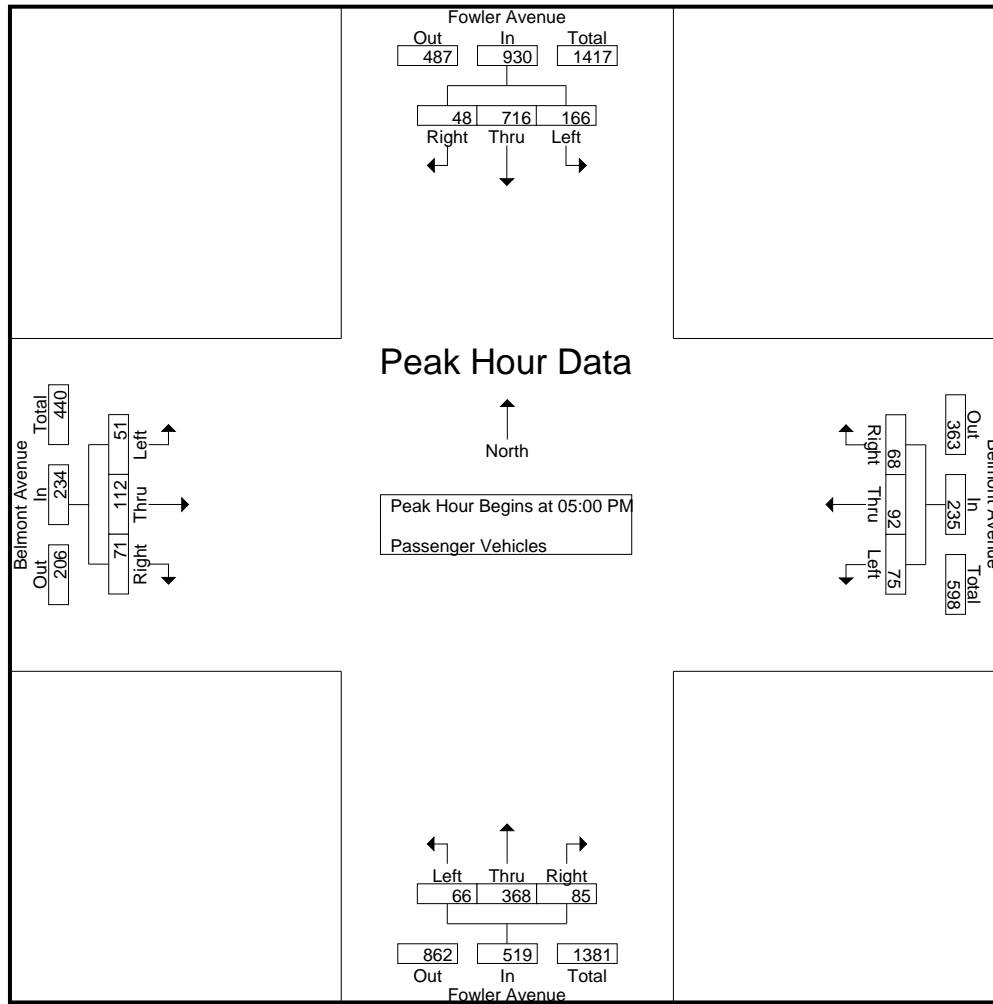 Fowler Avenue
Out In Total
487 930 1417
48 716 166
Right Thru Left
Peak Hour Data
North
Peak Hour Begins at 05:00 PM
Passenger Vehicles
Belmont Avenue
Out In Total
206 234 440
51 112 71
Left Thru Right
Belmont Avenue
Out In Total
363 235 598
68 92 75
Right Thru Left
Left Thru Right
66 368 85
862 519 1381
Out In Total
Fowler Avenue